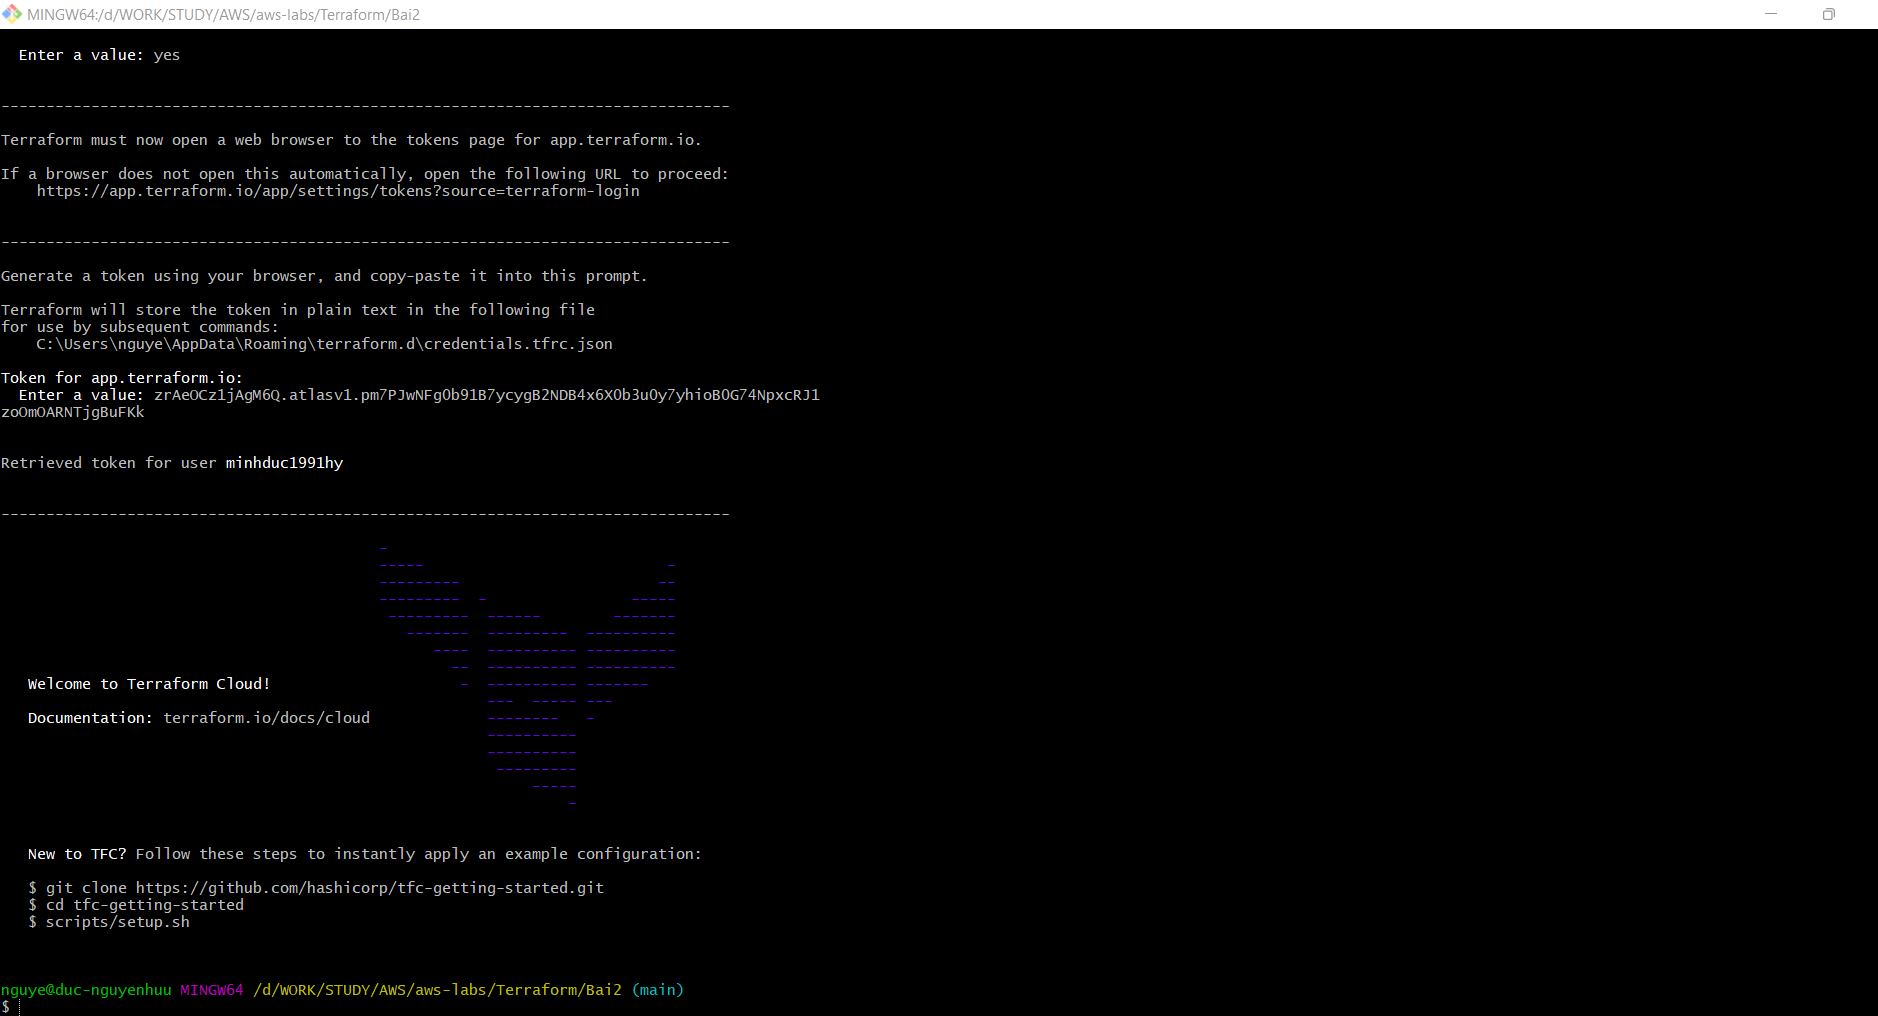 MINGW64:/d/WORK/STUDY/AWS/aws-labs/Terraform/Bai2
Enter a value: yes
---------------------------------------------------------------------------------
Terraform must now open a web browser to the tokens page for app.terraform.io.
If a browser does not open this automatically, open the following URL to proceed:
https://app.terraform.io/app/settings/tokens?source=terraform-login
---------------------------------------------------------------------------------
Generate a token using your browser, and copy-paste it into this prompt.
Terraform will store the token in plain text in the following file
for use by subsequent commands:
C:\Users\nguye\AppData\Roaming\terraform.d\credentials.tfrc.json
Token for app.terraform.io:
Enter a value:
Retrieved token for user minhduc1991hy
---------------------------------------------------------------------------------
Welcome to Terraform Cloud!
Documentation: terraform.io/docs/cloud
New to TFC? Follow these steps to instantly apply an example configuration:
$ git clone https://github.com/hashicorp/tfc-getting-started.git
$ cd tfc-getting-started
$ scripts/setup.sh
nguye@duc-nguyenhuu MINGW64 /d/WORK/STUDY/AWS/aws-labs/Terraform/Bai2 (main)
$